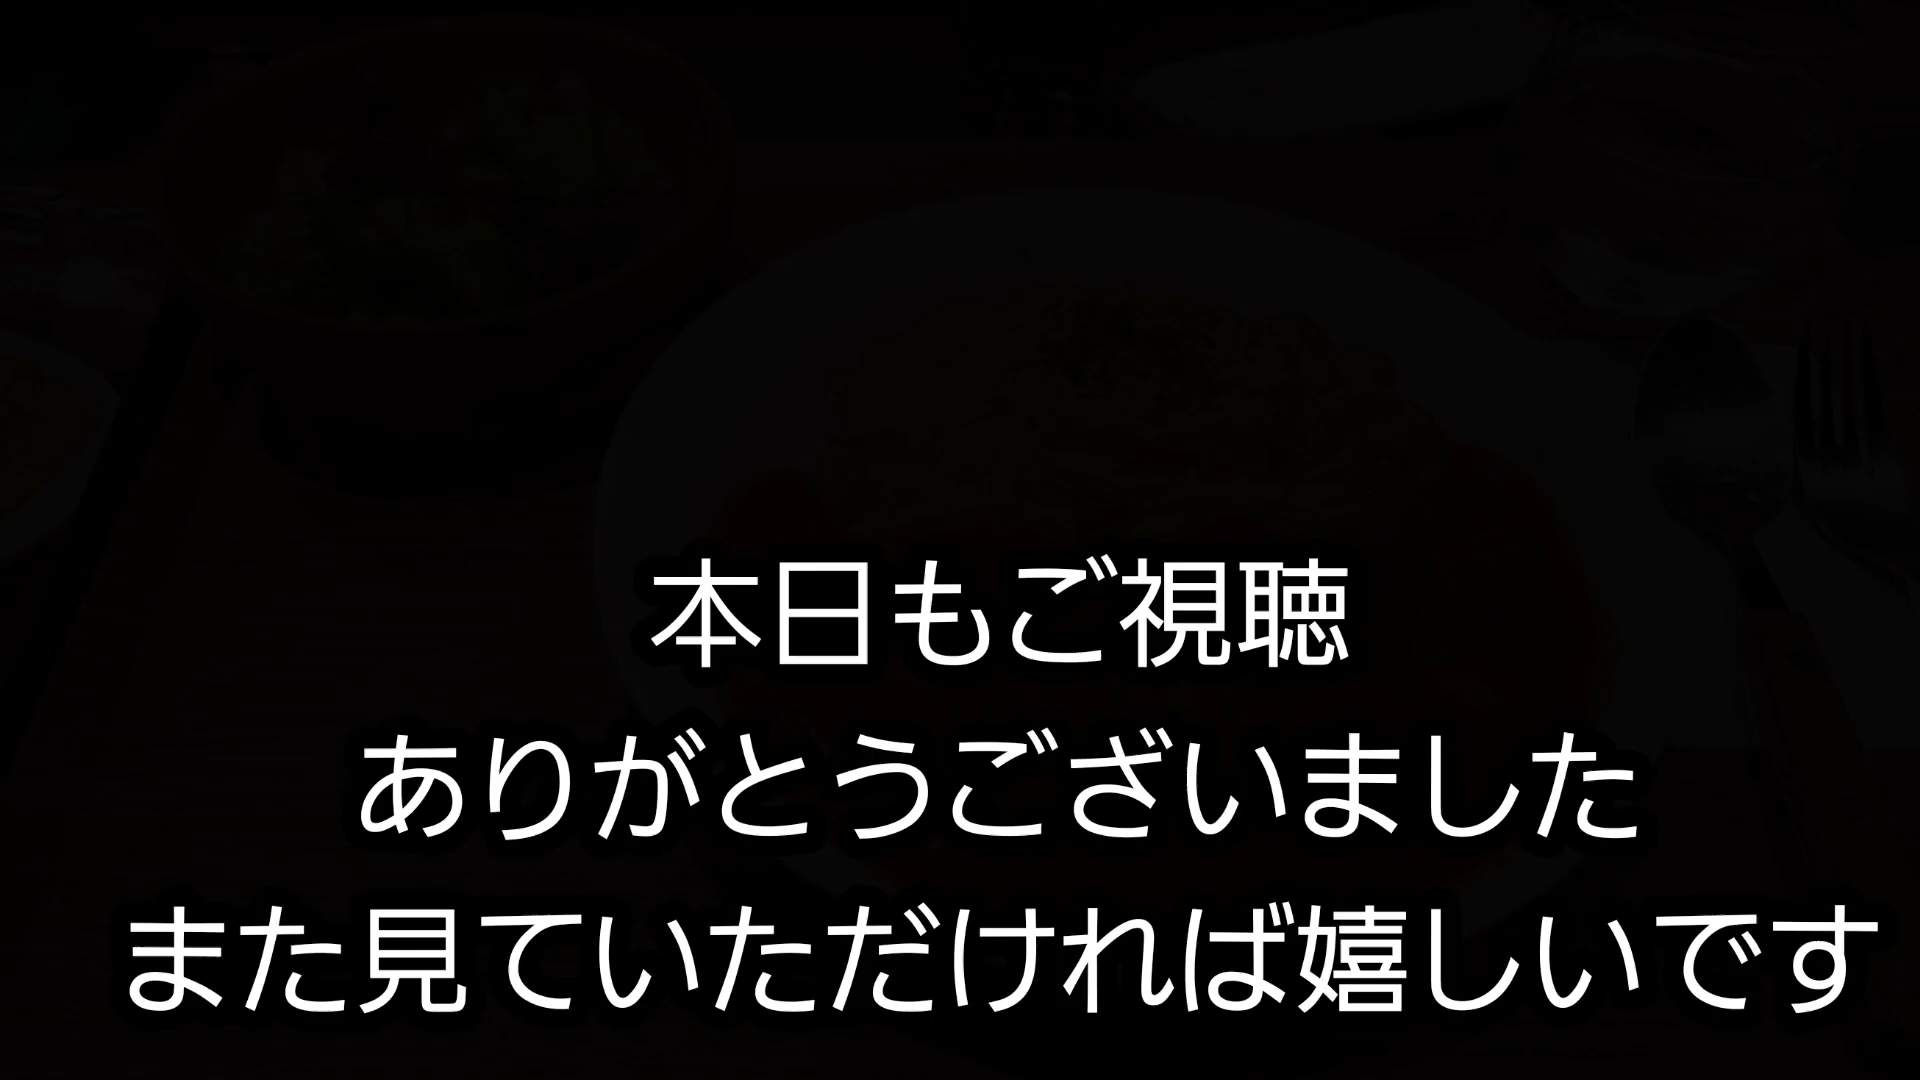 本日もご視聴
ありがとうございました
また見ていただければ嬉しいです